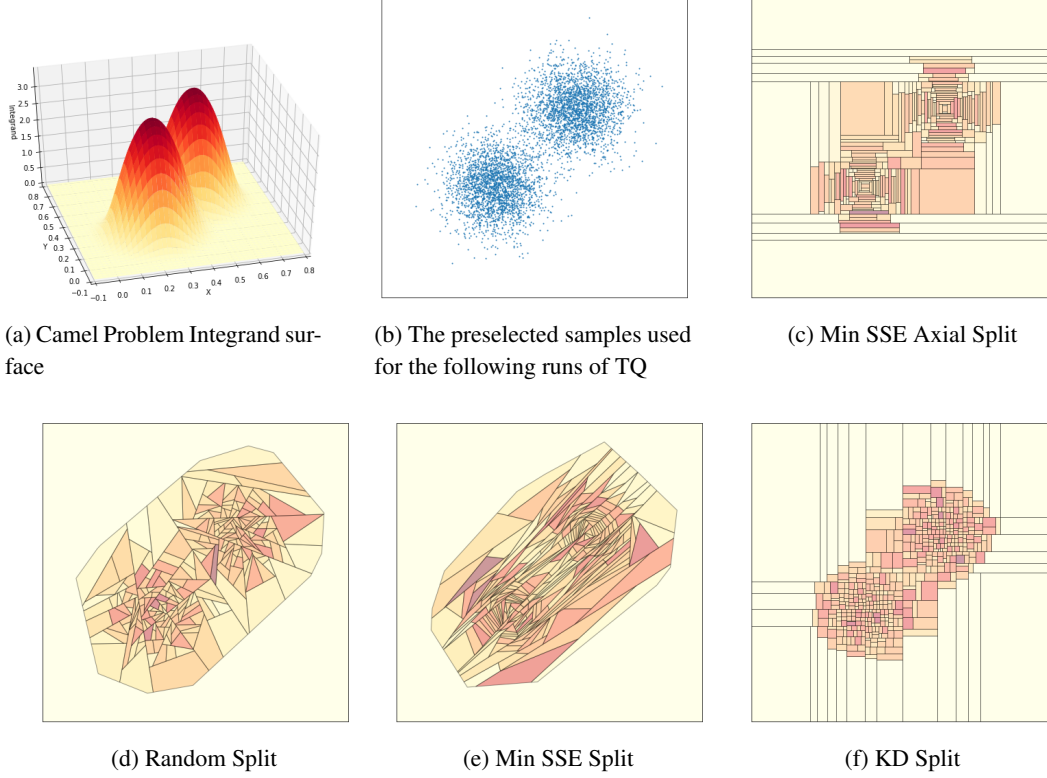 3.0
2.5
2.0
1.5
1.0
0.5
0.0
Integrand
0.8
0.7
0.6
0.5
0.4
0.3
0.2
0.1
0.0
−0.1
Y
−0.1 0.0 0.1 0.2 0.3 0.4 0.5 0.6 0.7 0.8
X
(a) Camel Problem Integrand sur-
face
(b) The preselected samples used
for the following runs of TQ
(c) Min SSE Axial Split
(d) Random Split
(e) Min SSE Split
(f) KD Split